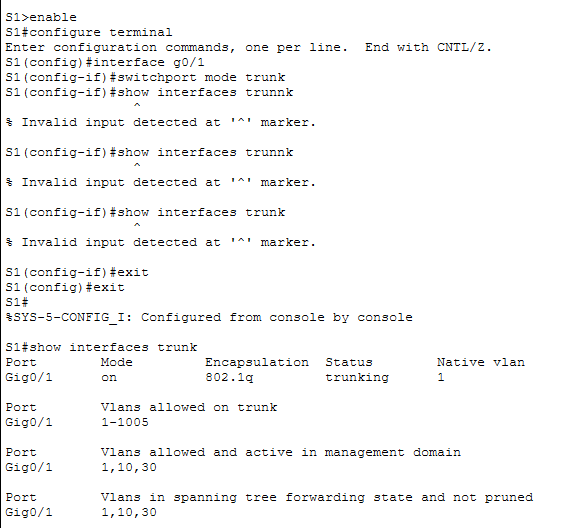 S1>enable
S1#configure terminal
Enter configuration commands, one per line.  End with CNTL/Z.
S1(config)#interface g0/1
S1(config-if)#switchport mode trunk
S1(config-if)#show interfaces trunnk
^
% Invalid input detected at '^' marker.
S1(config-if)#show interfaces trunnk
^
% Invalid input detected at '^' marker.
S1(config-if)#show interfaces trunk
^
% Invalid input detected at '^' marker.
S1(config-if)#exit
S1(config)#exit
S1#
%SYS-5-CONFIG_I: Configured from console by console
S1#show interfaces trunk
Port        Mode         Encapsulation  Status        Native vlan
Gig0/1      on           802.1q         trunking      1
Port        Vlans allowed on trunk
Gig0/1      1-1005
Port        Vlans allowed and active in management domain
Gig0/1      1,10,30
Port        Vlans in spanning tree forwarding state and not pruned
Gig0/1      1,10,30